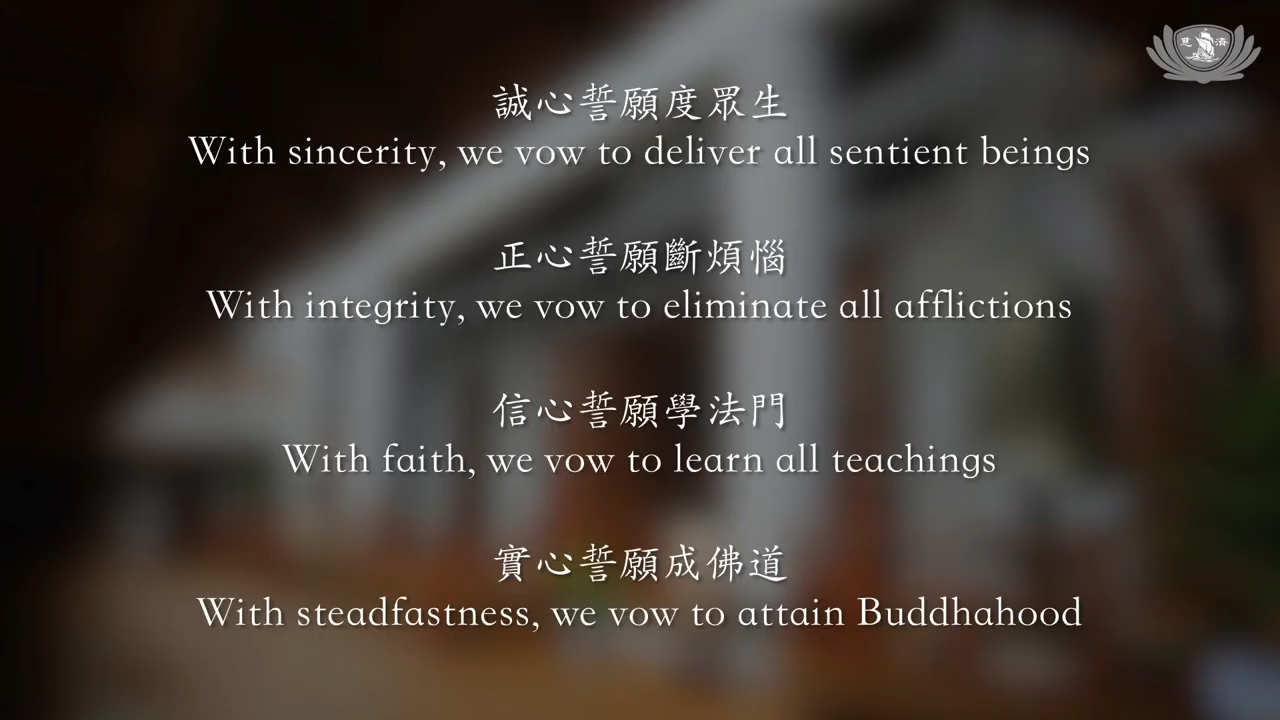 慈濟
誠心誓願度眾生
With sincerity, we vow to deliver all sentient beings
正心誓願斷煩惱
With integrity, we vow to eliminate all afflictions
信心誓願學法門
With faith, we vow to learn all teachings
實心誓願成佛道
With steadfastness, we vow to attain Buddhahood